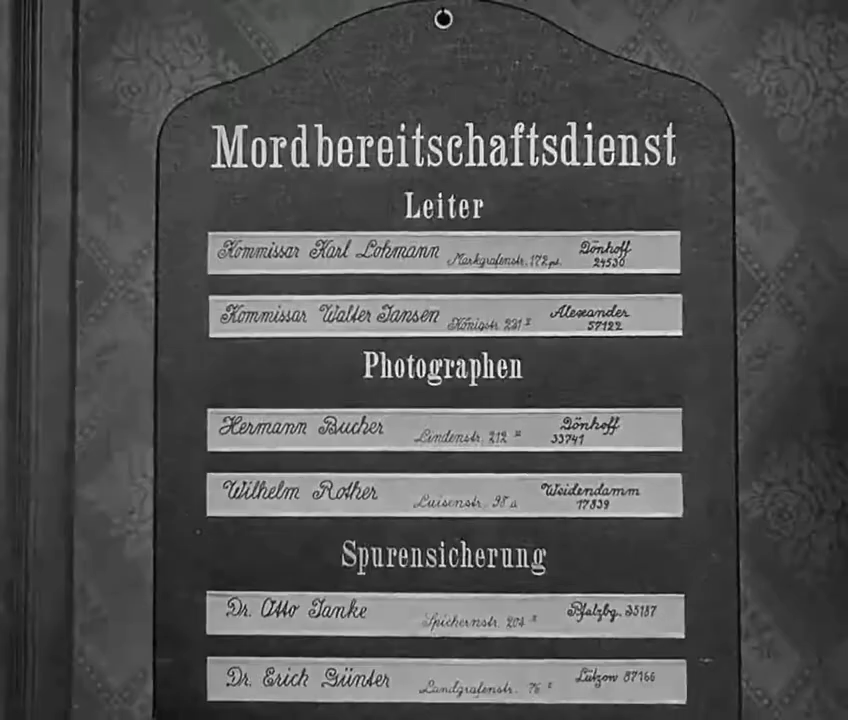 Mordbereitschaftsdienst
Leiter
Kommissar Karl Lohmann Markgrafenstr. 172 pt. Dönhoff
24530
Kommissar Walter Jansen Königstr. 221 II Alexander
57122
Photographen
Hermann Bucher Lindenstr. 212 III Dönhoff
33741
Wilhelm Rother Luisenstr. 98 a Weidendamm
17839
Spurensicherung
Dr. Otto Janke Spichernstr. 204 II Pfalzbg. 35187
Dr. Erich Günter Landgrafenstr. 76 I Lützow 87166